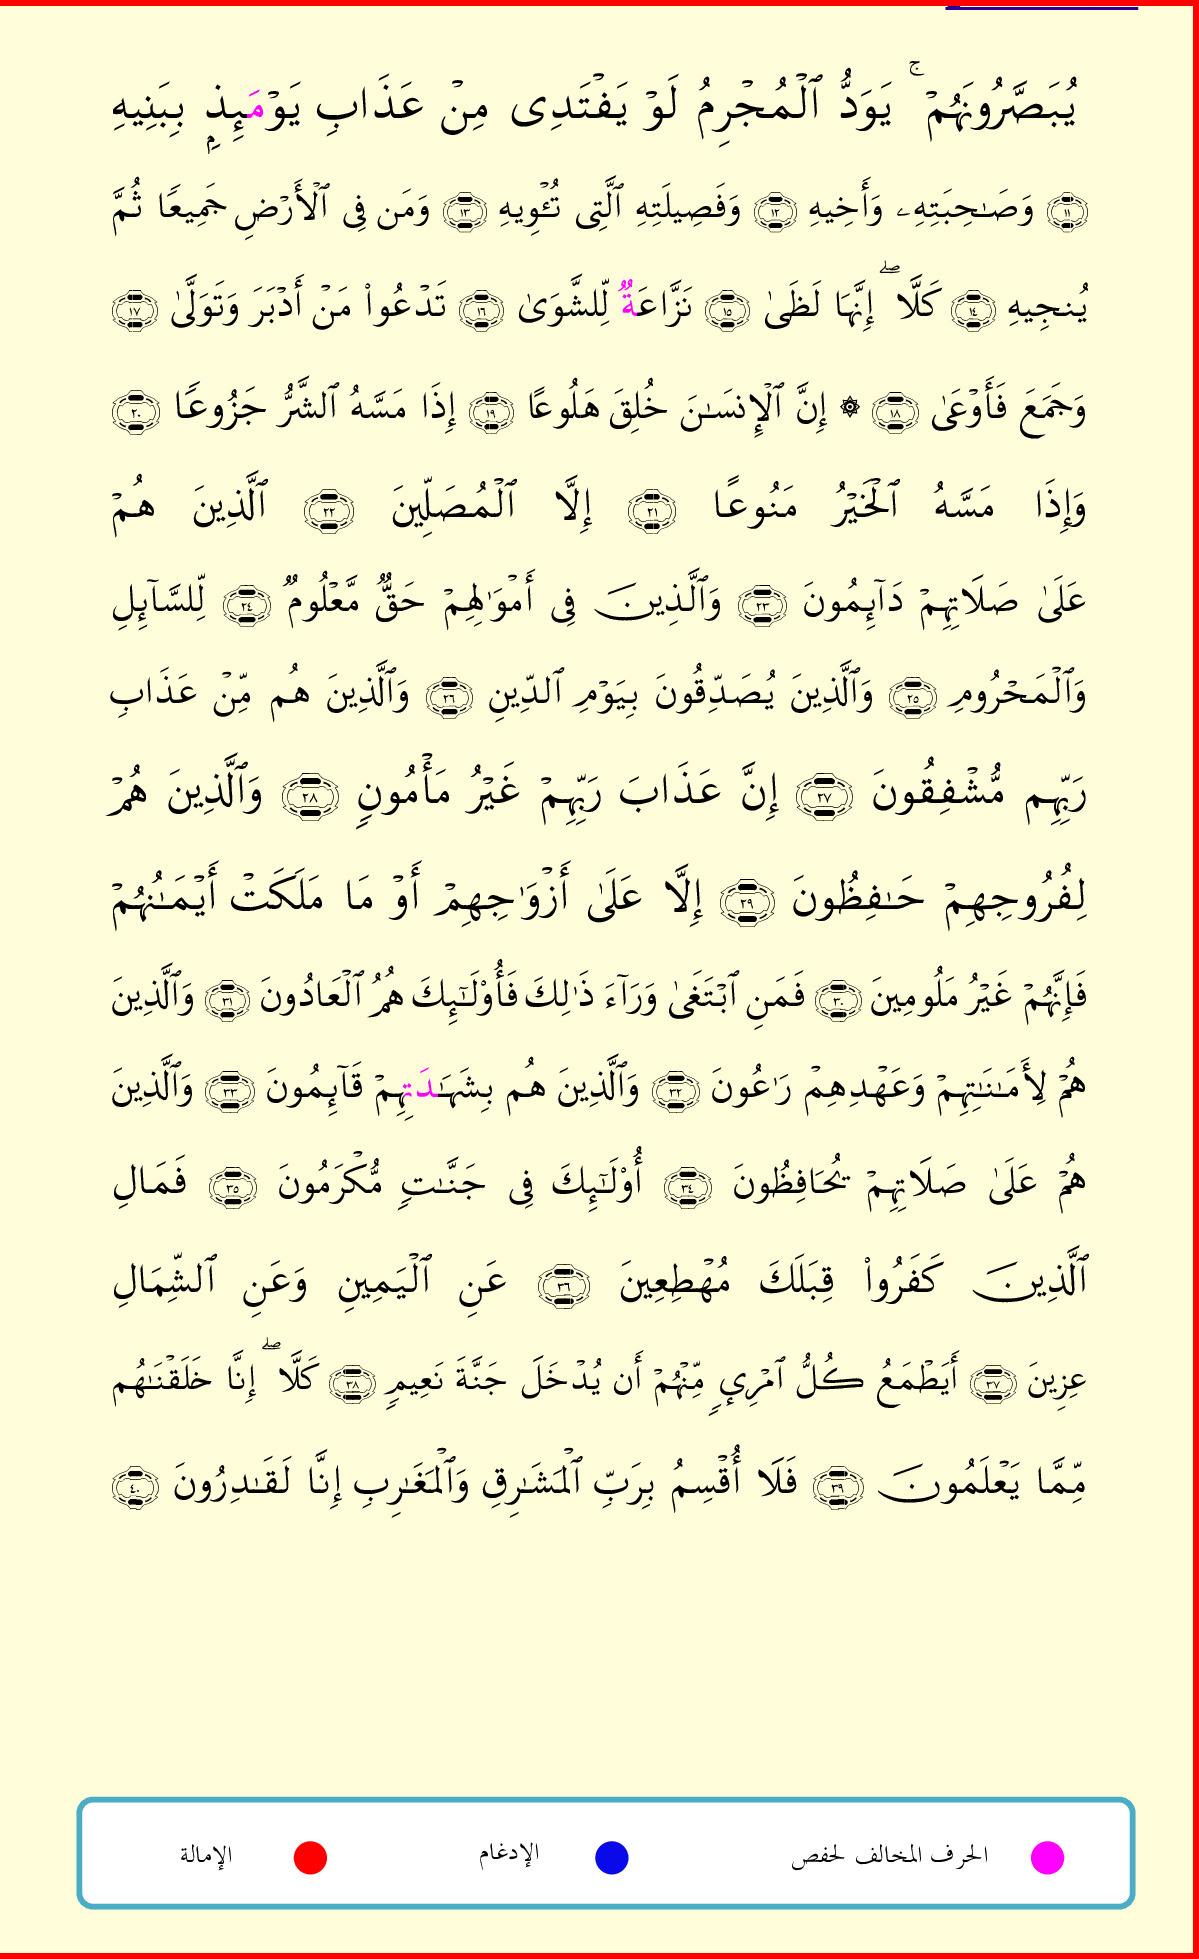 يُبَصَّرُونَهُمۡۚ يَوَدُّ ٱلۡمُجۡرِمُ لَوۡ يَفۡتَدِى مِنۡ عَذَابِ يَوۡمَئِذِۭ بِبَنِيهِ
١١ وَصَـٰحِبَتِهِۦ وَأَخِيهِ ١٢ وَفَصِيلَتِهِ ٱلَّتِى تُـٔۡوِيهِ ١٣ وَمَن فِى ٱلۡأَرۡضِ جَمِيعًا ثُمَّ
يُنجِيهِ ١٤ كَلَّاۖ إِنَّهَا لَظَىٰ ١٥ نَزَّاعَةٌ لِّلشَّوَىٰ ١٦ تَدۡعُواْ مَنۡ أَدۡبَرَ وَتَوَلَّىٰ ١٧
وَجَمَعَ فَأَوۡعَىٰ ١٨ ۞ إِنَّ ٱلۡإِنسَـٰنَ خُلِقَ هَلُوعًا ١٩ إِذَا مَسَّهُ ٱلشَّرُّ جَزُوعًا ٢٠
وَإِذَا مَسَّهُ ٱلۡخَيۡرُ مَنُوعًا ٢١ إِلَّا ٱلۡمُصَلِّينَ ٢٢ ٱلَّذِينَ هُمۡ
عَلَىٰ صَلَاتِهِمۡ دَآئِمُونَ ٢٣ وَٱلَّذِينَ فِى أَمۡوَٰلِهِمۡ حَقٌّ مَّعۡلُومٌ ٢٤ لِّلسَّآئِلِ
وَٱلۡمَحۡرُومِ ٢٥ وَٱلَّذِينَ يُصَدِّقُونَ بِيَوۡمِ ٱلدِّينِ ٢٦ وَٱلَّذِينَ هُم مِّنۡ عَذَابِ
رَبِّهِم مُّشۡفِقُونَ ٢٧ إِنَّ عَذَابَ رَبِّهِمۡ غَيۡرُ مَأۡمُونٍ ٢٨ وَٱلَّذِينَ هُمۡ
لِفُرُوجِهِمۡ حَـٰفِظُونَ ٢٩ إِلَّا عَلَىٰ أَزۡوَٰجِهِمۡ أَوۡ مَا مَلَكَتۡ أَيۡمَـٰنُهُمۡ
فَإِنَّهُمۡ غَيۡرُ مَلُومِينَ ٣٠ فَمَنِ ٱبۡتَغَىٰ وَرَآءَ ذَٰلِكَ فَأُوْلَـٰٓئِكَ هُمُ ٱلۡعَادُونَ ٣١ وَٱلَّذِينَ
هُمۡ لِأَمَـٰنَـٰتِهِمۡ وَعَهۡدِهِمۡ رَٰعُونَ ٣٢ وَٱلَّذِينَ هُم بِشَهَـٰدَتِهِمۡ قَآئِمُونَ ٣٣ وَٱلَّذِينَ
هُمۡ عَلَىٰ صَلَاتِهِمۡ يُحَافِظُونَ ٣٤ أُوْلَـٰٓئِكَ فِى جَنَّـٰتٍ مُّكۡرَمُونَ ٣٥ فَمَالِ
ٱلَّذِينَ كَفَرُواْ قِبَلَكَ مُهۡطِعِينَ ٣٦ عَنِ ٱلۡيَمِينِ وَعَنِ ٱلشِّمَالِ
عِزِينَ ٣٧ أَيَطۡمَعُ كُلُّ ٱمۡرِيٍٕ مِّنۡهُمۡ أَن يُدۡخَلَ جَنَّةَ نَعِيمٍ ٣٨ كَلَّاۖ إِنَّا خَلَقۡنَـٰهُم
مِّمَّا يَعۡلَمُونَ ٣٩ فَلَا أُقۡسِمُ بِرَبِّ ٱلۡمَشَـٰرِقِ وَٱلۡمَغَـٰرِبِ إِنَّا لَقَـٰدِرُونَ ٤٠
الحرف المخالف لحفص الإدغام الإمالة